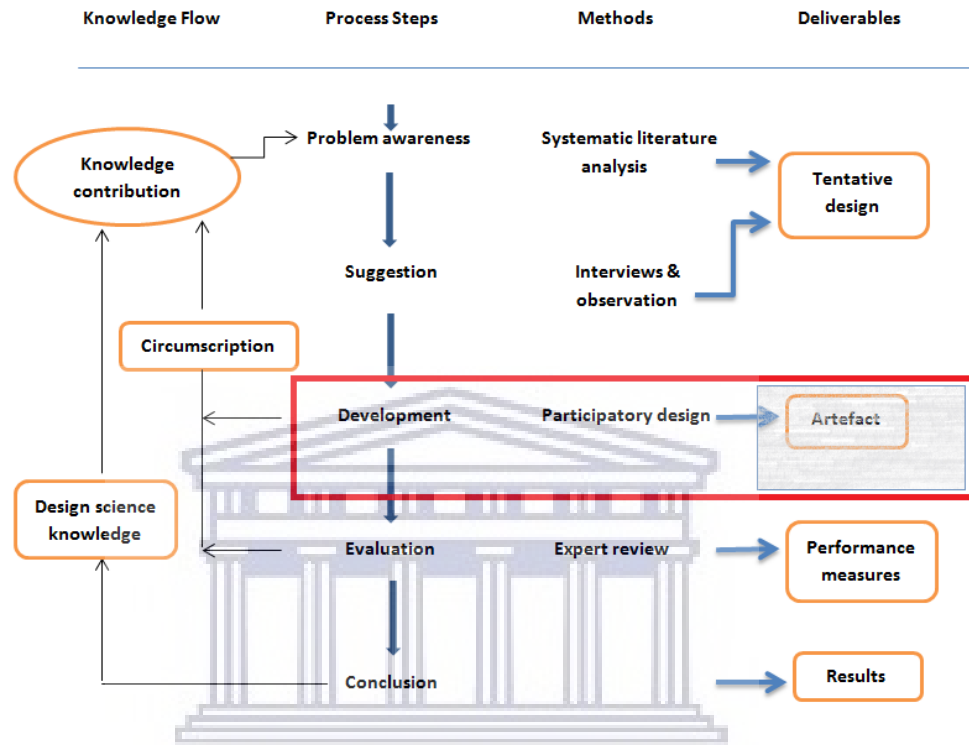 Knowledge Flow Process Steps Methods Deliverables
Problem awareness
Systematic literature
analysis
Knowledge
contribution
Tentative
design
Suggestion
Interviews &
observation
Circumscription
Development Participatory design Artefact
Design science
knowledge
Evaluation Expert review
Performance
measures
Conclusion
Results